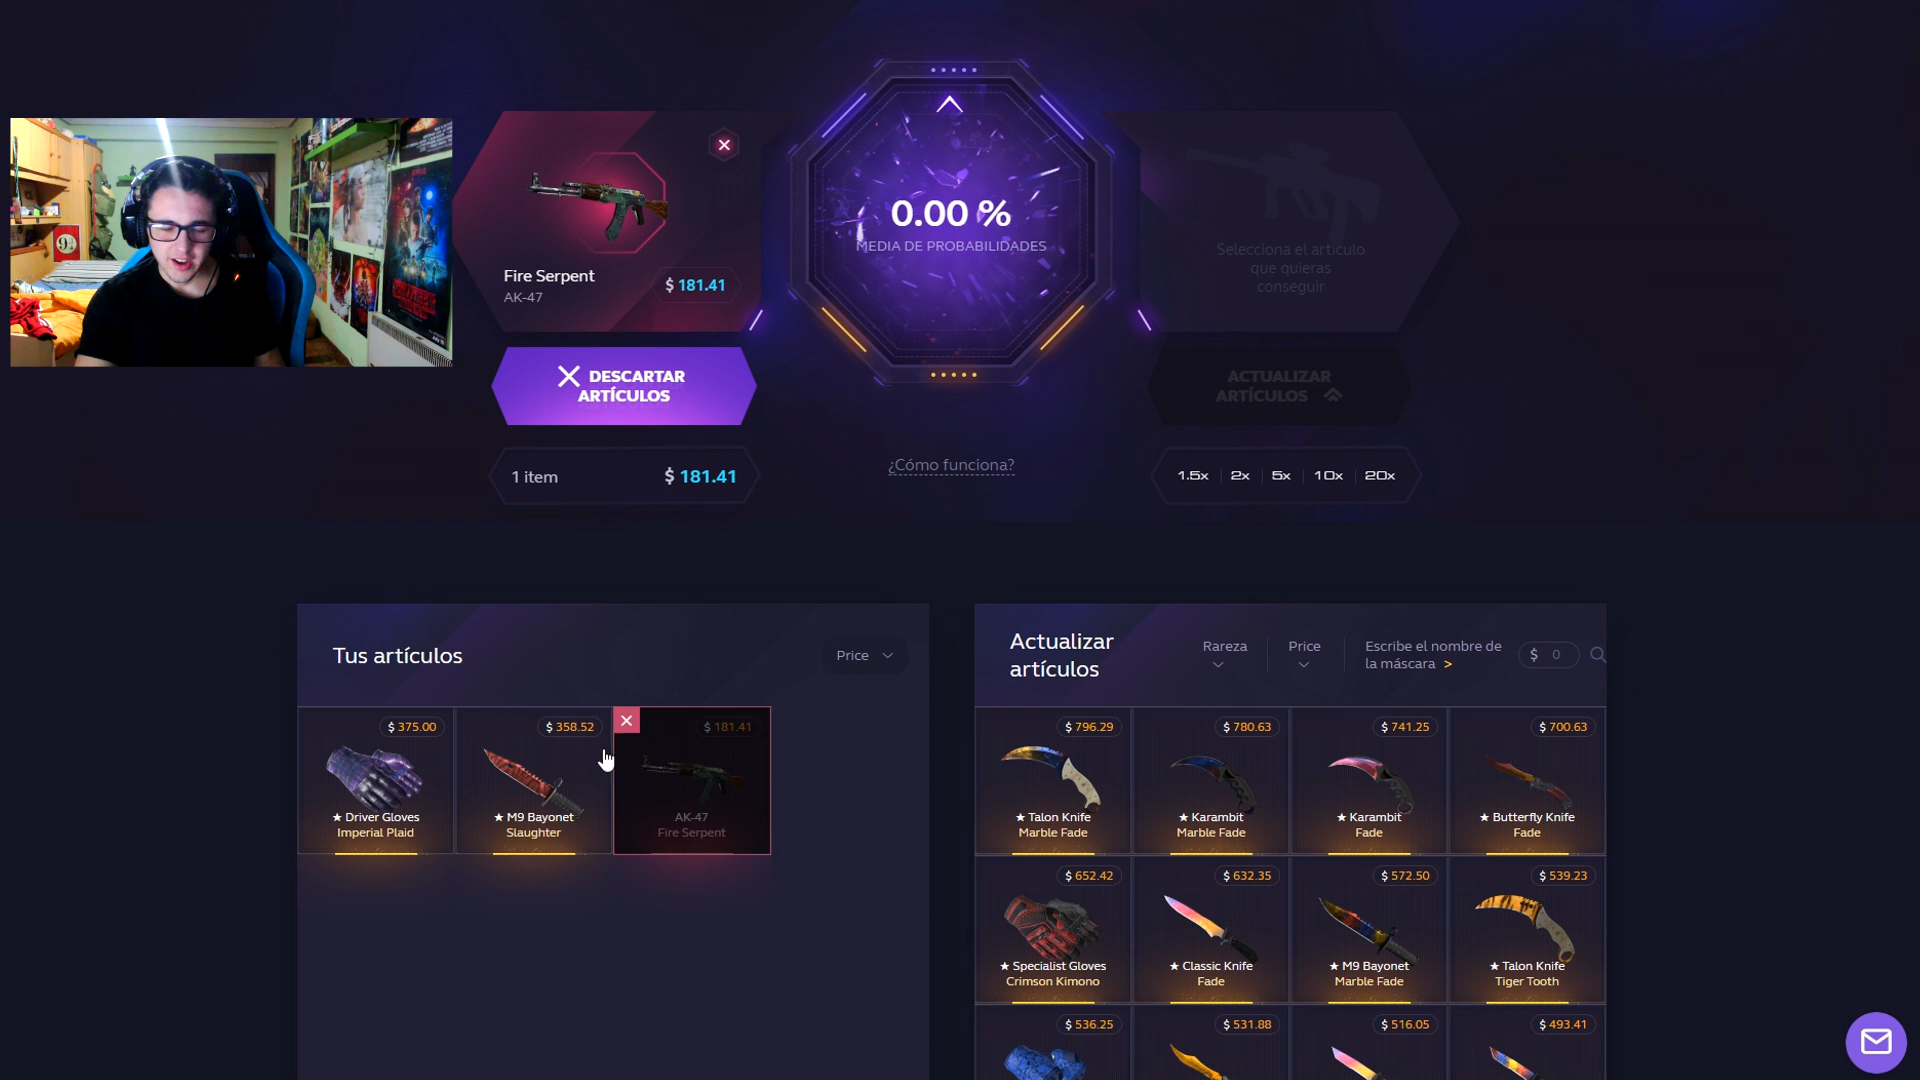 Fire Serpent
AK-47
$ 181.41
0.00 %
MEDIA DE PROBABILIDADES
Selecciona el artículo
que quieras
conseguir
DESCARTAR
ARTÍCULOS
ACTUALIZAR
ARTÍCULOS
1 item
$ 181.41
¿Cómo funciona?
1.5x
2x
5x
10x
20x
Tus artículos
Price
$ 375.00
★ Driver Gloves
Imperial Plaid
$ 358.52
★ M9 Bayonet
Slaughter
$ 181.41
AK-47
Fire Serpent
Actualizar
artículos
Rareza
Price
Escribe el nombre de
la máscara >
$ 0
$ 796.29
★ Talon Knife
Marble Fade
$ 780.63
★ Karambit
Marble Fade
$ 741.25
★ Karambit
Fade
$ 700.63
★ Butterfly Knife
Fade
$ 652.42
★ Specialist Gloves
Crimson Kimono
$ 632.35
★ Classic Knife
Fade
$ 572.50
★ M9 Bayonet
Marble Fade
$ 539.23
★ Talon Knife
Tiger Tooth
$ 536.25
$ 531.88
$ 516.05
$ 493.41